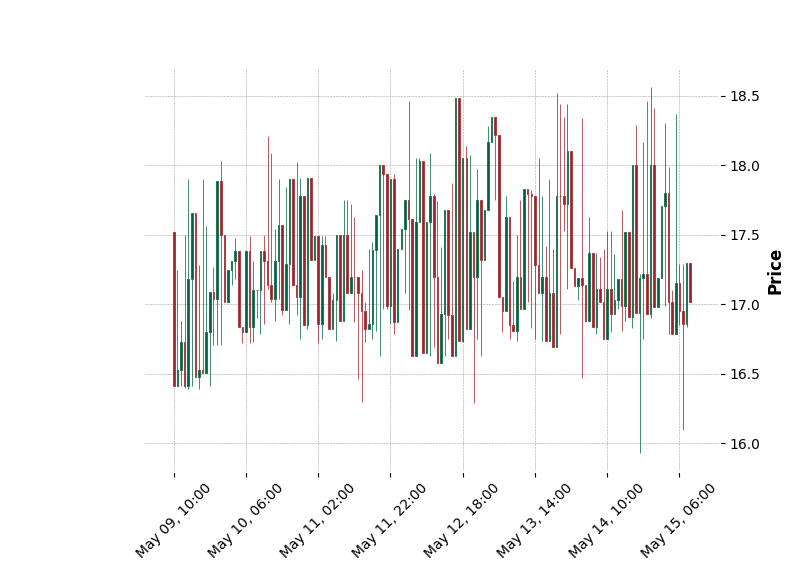 18.5
18.0
17.5
17.0
16.5
16.0
Price
May 09, 10:00
May 10, 06:00
May 11, 02:00
May 11, 22:00
May 12, 18:00
May 13, 14:00
May 14, 10:00
May 15, 06:00